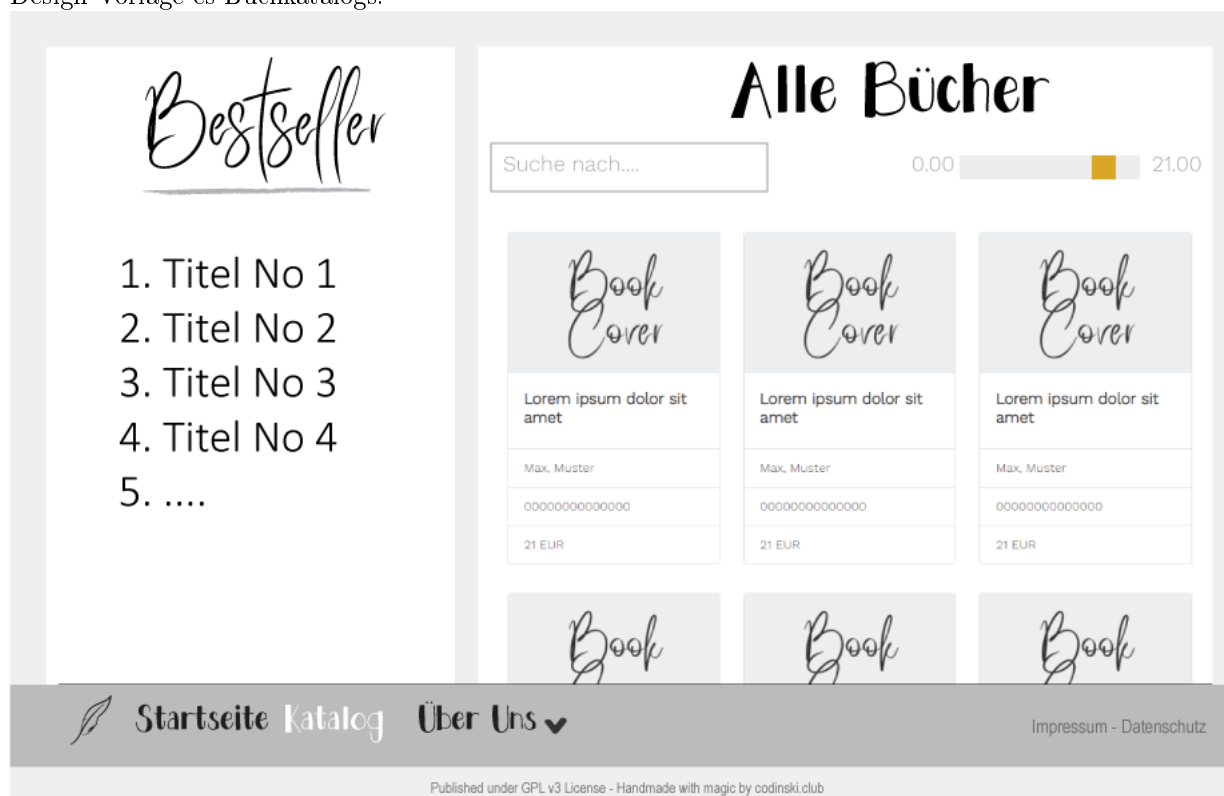 Design-Vorlage es Buchkatalogs.
Bestseller
1. Titel No 1
2. Titel No 2
3. Titel No 3
4. Titel No 4
5. ....
Alle Bücher
Suche nach....
0.00
21.00
Book
Cover
Lorem ipsum dolor sit
amet
Max, Muster
00000000000000
21 EUR
Book
Cover
Lorem ipsum dolor sit
amet
Max, Muster
00000000000000
21 EUR
Book
Cover
Lorem ipsum dolor sit
amet
Max, Muster
00000000000000
21 EUR
Book
Book
Book
Startseite Katalog Über Uns
Impressum - Datenschutz
Published under GPL v3 License - Handmade with magic by codinski.club